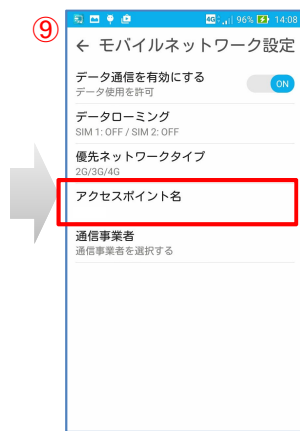 ⑨
4G 96% 14:08
← モバイルネットワーク設定
データ通信を有効にする
データ使用を許可
ON
データローミング
SIM 1: OFF / SIM 2: OFF
優先ネットワークタイプ
2G/3G/4G
アクセスポイント名
通信事業者
通信事業者を選択する